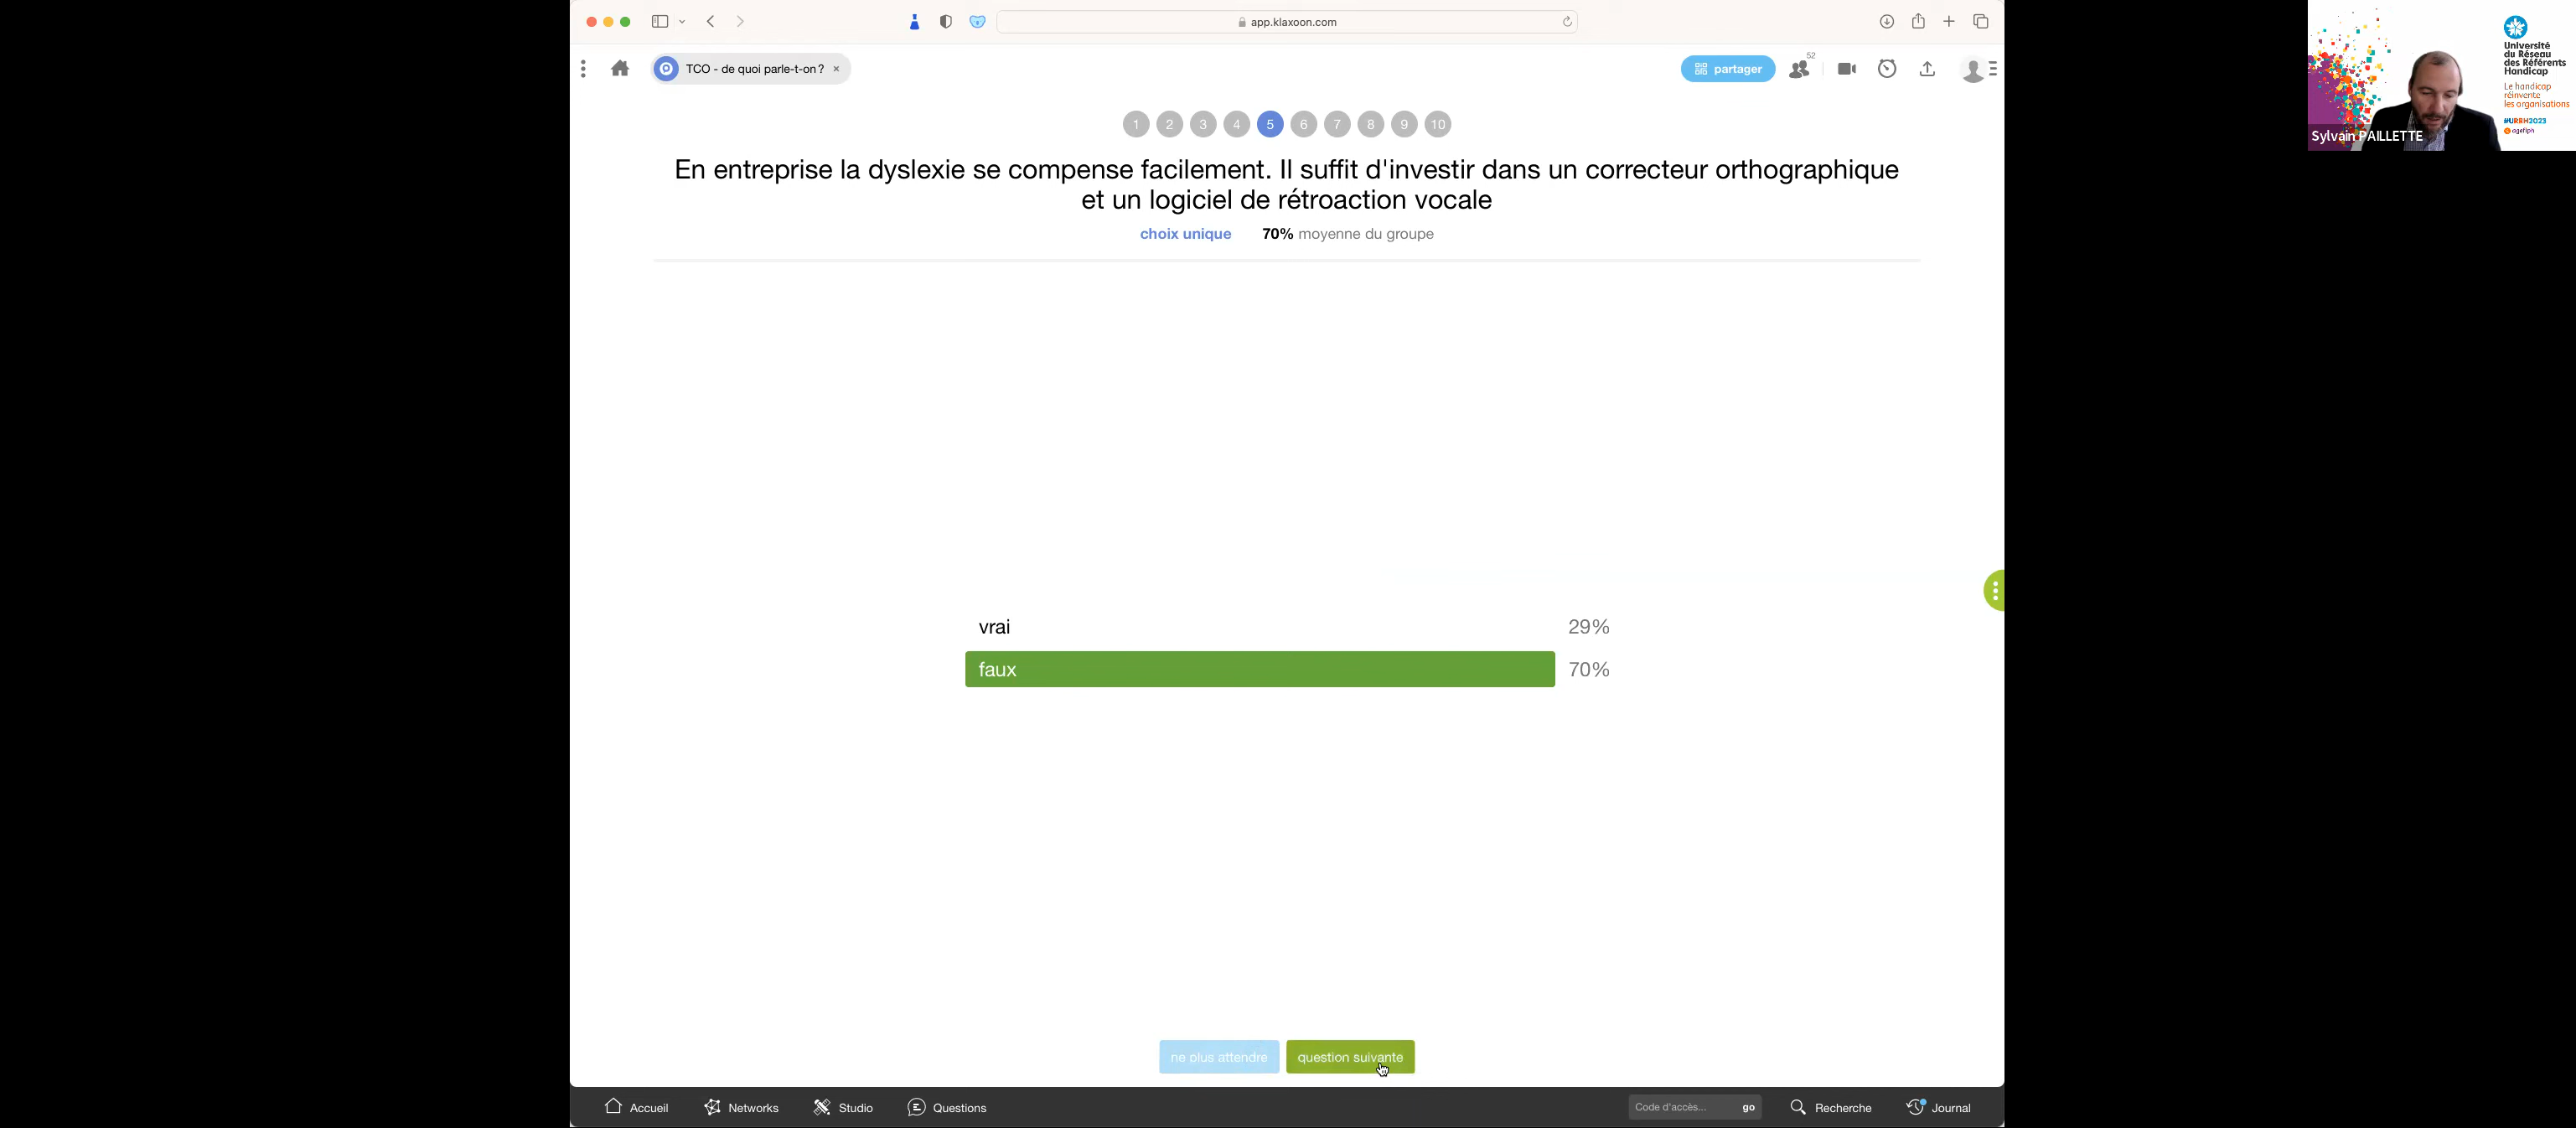 app.klaxoon.com
TCO - de quoi parle-t-on ?
partager
52
1 2 3 4 5 6 7 8 9 10
En entreprise la dyslexie se compense facilement. Il suffit d'investir dans un correcteur orthographique
et un logiciel de rétroaction vocale
choix unique 70% moyenne du groupe
vrai 29%
faux 70%
ne plus attendre question suivante
Accueil Networks Studio Questions Code d'accès... go Recherche Journal
Université
du Réseau
des Référents
Handicap
Le handicap
réinvente
les organisations
#URRH2023
agefiph
Sylvain PAILLETTE